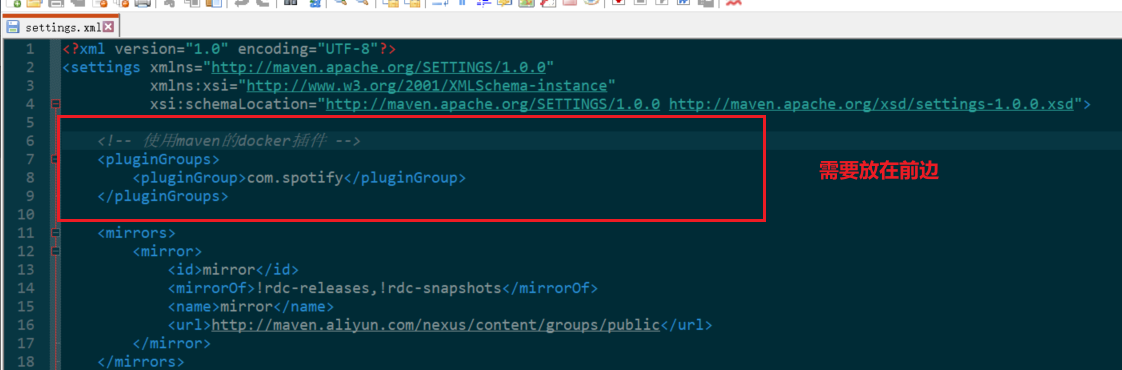 settings.xml
1 <?xml version="1.0" encoding="UTF-8"?>
2 <settings xmlns="http://maven.apache.org/SETTINGS/1.0.0"
3 xmlns:xsi="http://www.w3.org/2001/XMLSchema-instance"
4 xsi:schemaLocation="http://maven.apache.org/SETTINGS/1.0.0 http://maven.apache.org/xsd/settings-1.0.0.xsd">
5
6 <!-- 使用maven的docker插件 -->
7 <pluginGroups>
8 <pluginGroup>com.spotify</pluginGroup>
9 </pluginGroups>
需要放在前边
10
11 <mirrors>
12 <mirror>
13 <id>mirror</id>
14 <mirrorOf>!rdc-releases,!rdc-snapshots</mirrorOf>
15 <name>mirror</name>
16 <url>http://maven.aliyun.com/nexus/content/groups/public</url>
17 </mirror>
18 </mirrors>